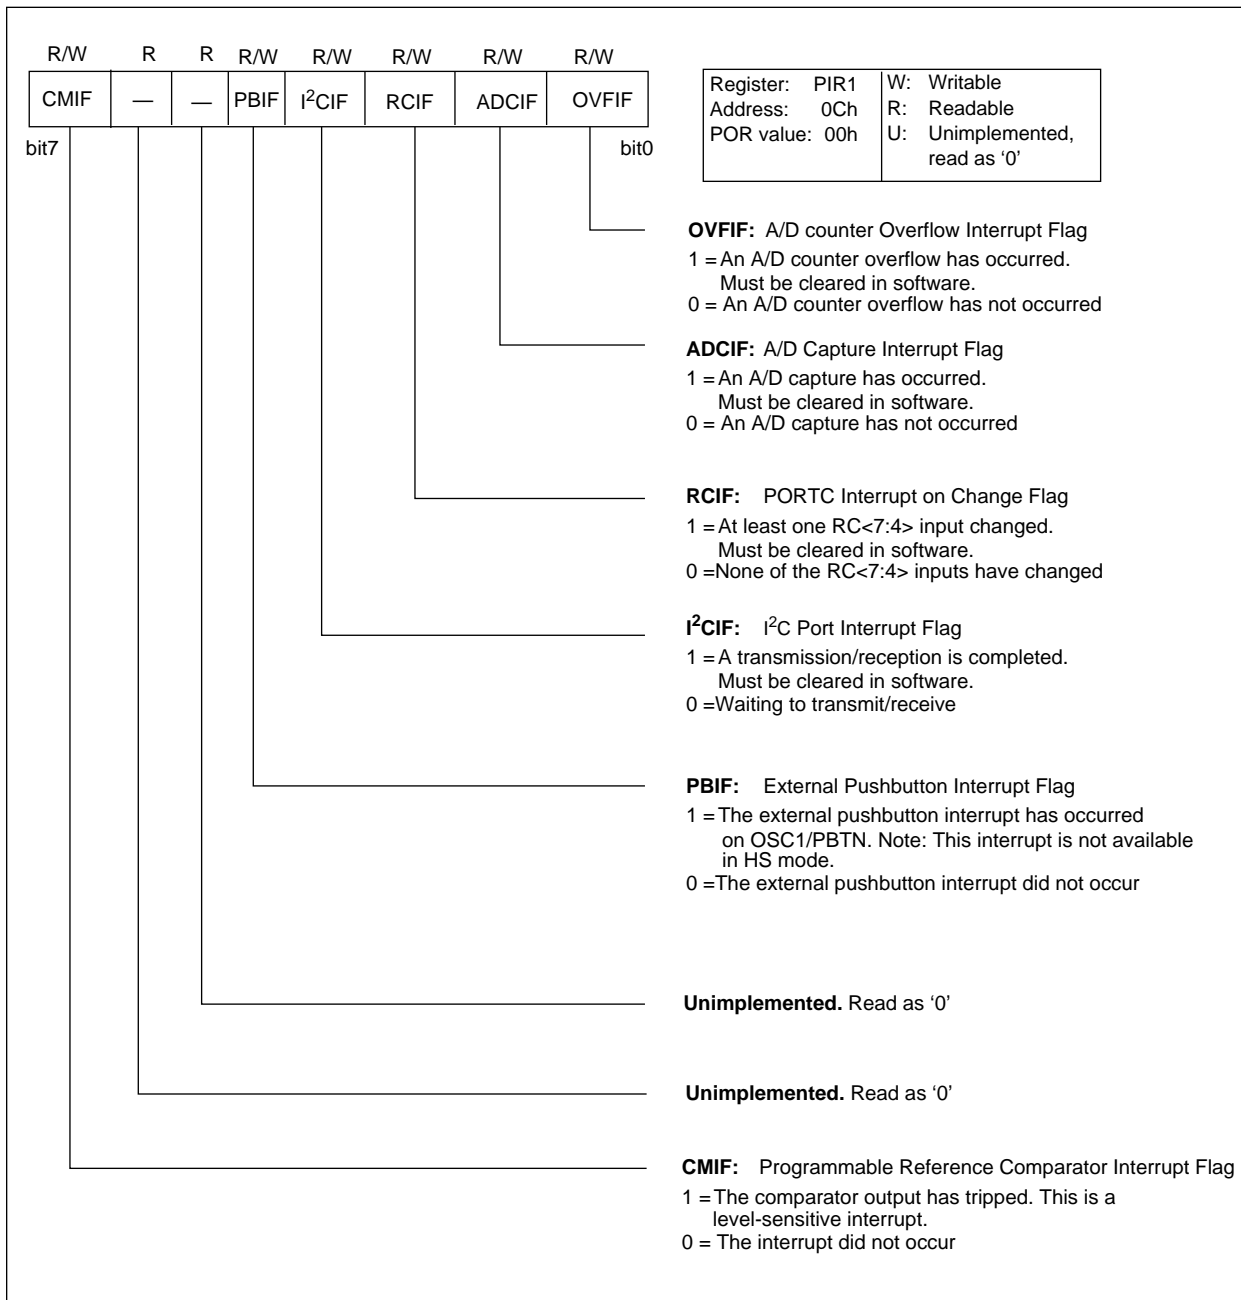 R/W R R R/W R/W R/W R/W R/W
CMIF — — PBIF I²CIF RCIF ADCIF OVFIF
bit7 bit0
Register: PIR1
Address: 0Ch
POR value: 00h
W: Writable
R: Readable
U: Unimplemented,
read as ‘0’
OVFIF: A/D counter Overflow Interrupt Flag
1 = An A/D counter overflow has occurred.
Must be cleared in software.
0 = An A/D counter overflow has not occurred
ADCIF: A/D Capture Interrupt Flag
1 = An A/D capture has occurred.
Must be cleared in software.
0 = An A/D capture has not occurred
RCIF: PORTC Interrupt on Change Flag
1 = At least one RC<7:4> input changed.
Must be cleared in software.
0 =None of the RC<7:4> inputs have changed
I²CIF: I²C Port Interrupt Flag
1 = A transmission/reception is completed.
Must be cleared in software.
0 =Waiting to transmit/receive
PBIF: External Pushbutton Interrupt Flag
1 = The external pushbutton interrupt has occurred
on OSC1/PBTN. Note: This interrupt is not available
in HS mode.
0 =The external pushbutton interrupt did not occur
Unimplemented. Read as ‘0’
Unimplemented. Read as ‘0’
CMIF: Programmable Reference Comparator Interrupt Flag
1 = The comparator output has tripped. This is a
level-sensitive interrupt.
0 = The interrupt did not occur